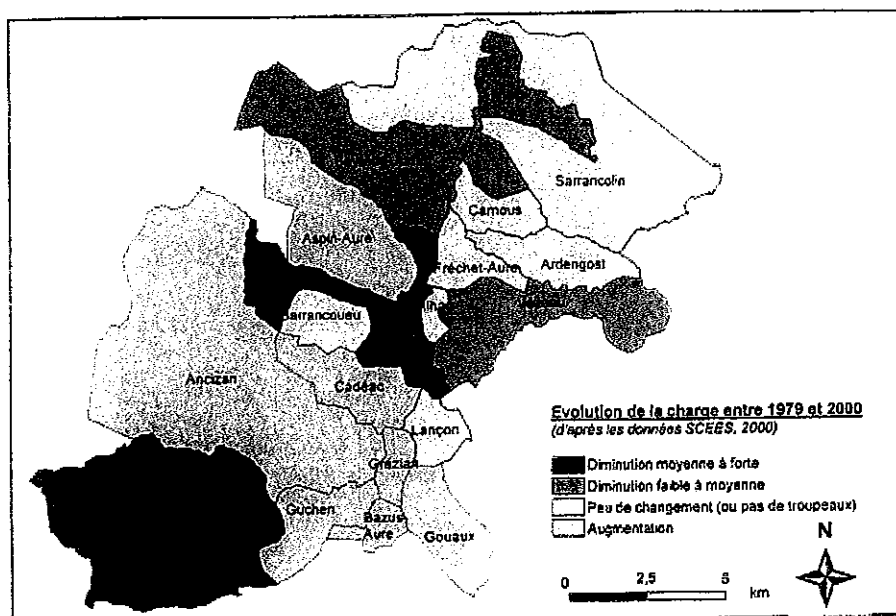 Sarrancolin
Camous
Aspin-Aure
Fréchet-Aure
Ardengost
Ilhet
Barrancoueu
Ancizan
Cadéac
Lançon
Grézian
Guchen
Bazus-
Aure
Gouaux
Evolution de la charge entre 1979 et 2000
(d'après les données SCEES, 2000)
Diminution moyenne à forte
Diminution faible à moyenne
Peu de changement (ou pas de troupeaux)
Augmentation
N
0 2,5 5
km